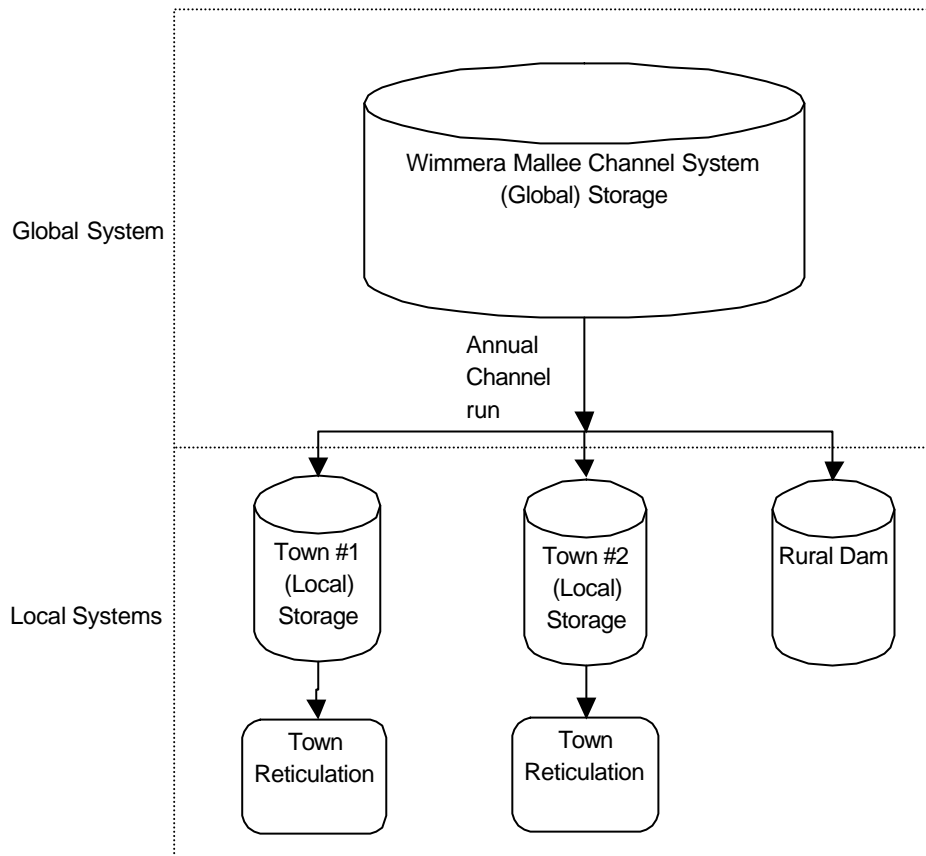 Wimmera Mallee Channel System
(Global) Storage
Global System
Annual
Channel
run
Town #1
(Local)
Storage
Town #2
(Local)
Storage
Rural Dam
Local Systems
Town
Reticulation
Town
Reticulation